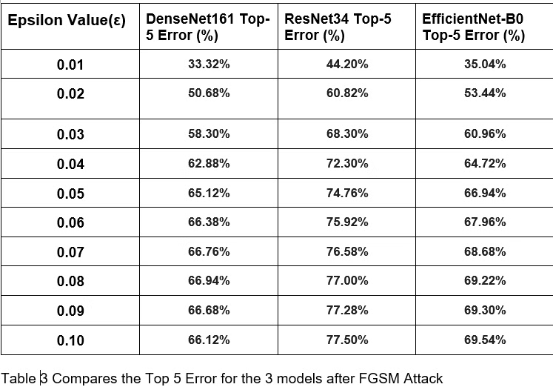 Epsilon Value(ε) DenseNet161 Top-5 Error (%) ResNet34 Top-5 Error (%) EfficientNet-B0 Top-5 Error (%)
0.01 33.32% 44.20% 35.04%
0.02 50.68% 60.82% 53.44%
0.03 58.30% 68.30% 60.96%
0.04 62.88% 72.30% 64.72%
0.05 65.12% 74.76% 66.94%
0.06 66.38% 75.92% 67.96%
0.07 66.76% 76.58% 68.68%
0.08 66.94% 77.00% 69.22%
0.09 66.68% 77.28% 69.30%
0.10 66.12% 77.50% 69.54%
Table 3 Compares the Top 5 Error for the 3 models after FGSM Attack